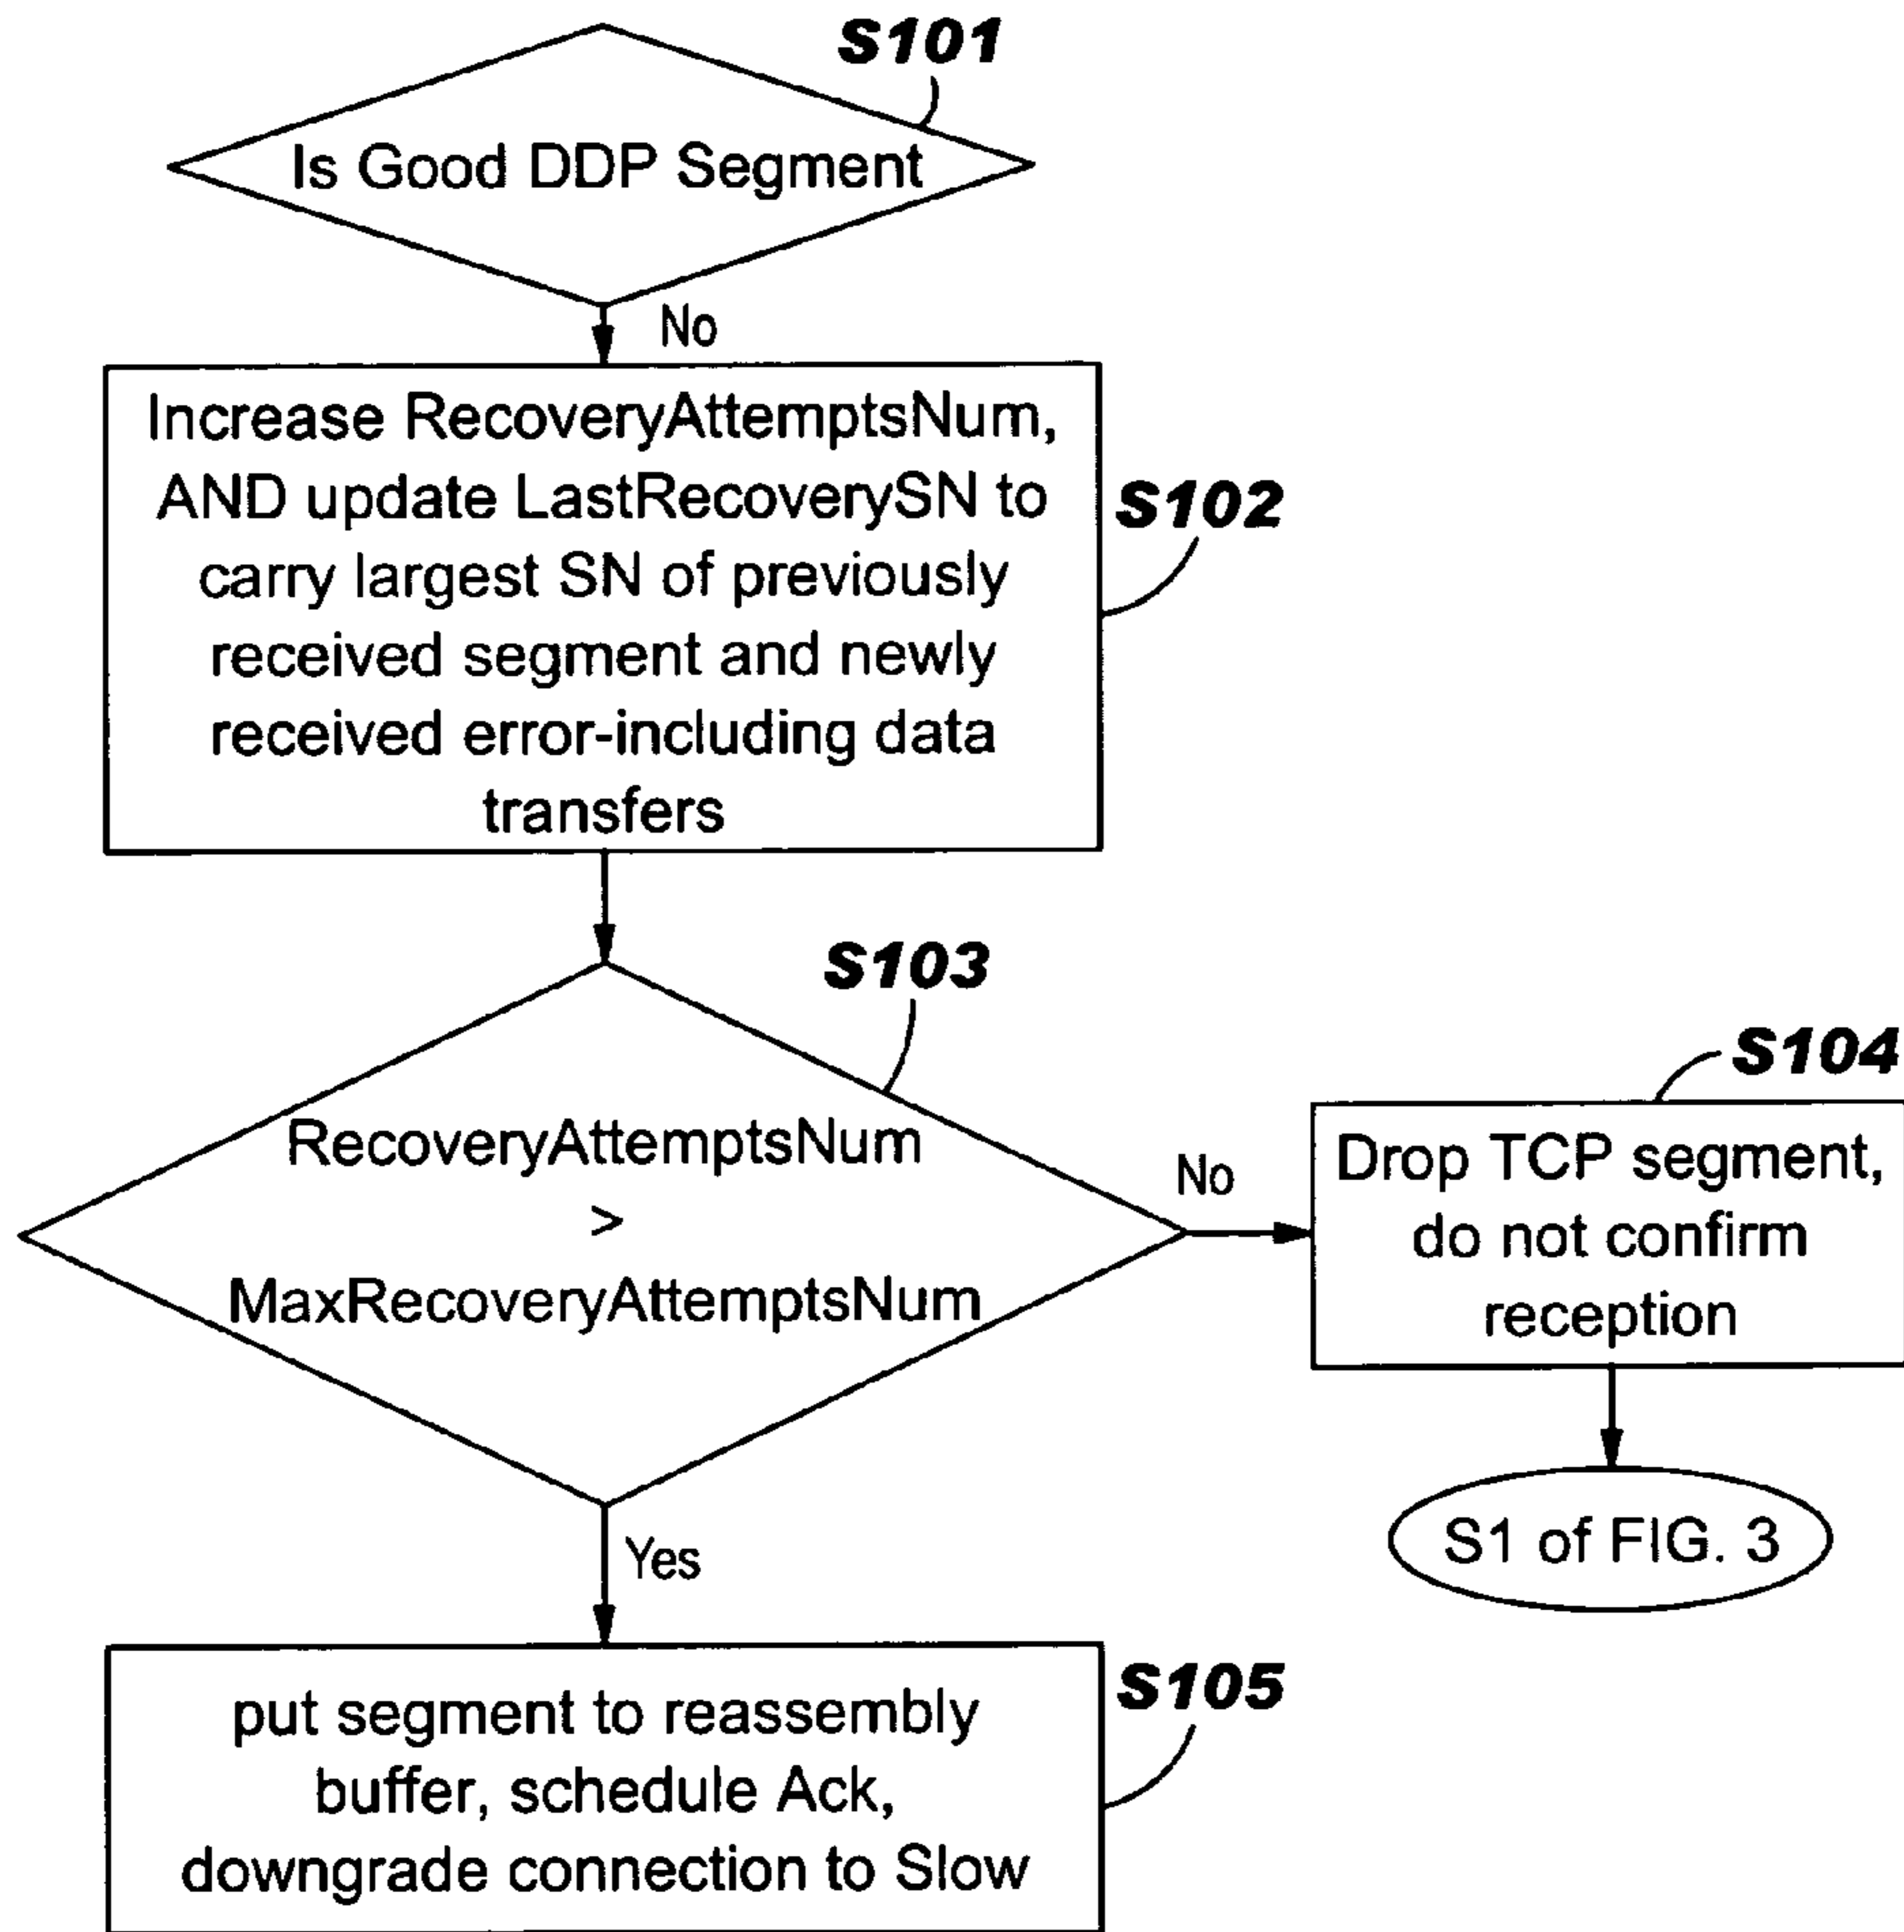 S101
Is Good DDP Segment
No
Increase RecoveryAttemptsNum,
AND update LastRecoverySN to
carry largest SN of previously
received segment and newly
received error-including data
transfers
S102
S103
RecoveryAttemptsNum
>
MaxRecoveryAttemptsNum
No
S104
Drop TCP segment,
do not confirm
reception
S1 of FIG. 3
Yes
put segment to reassembly
buffer, schedule Ack,
downgrade connection to Slow
S105